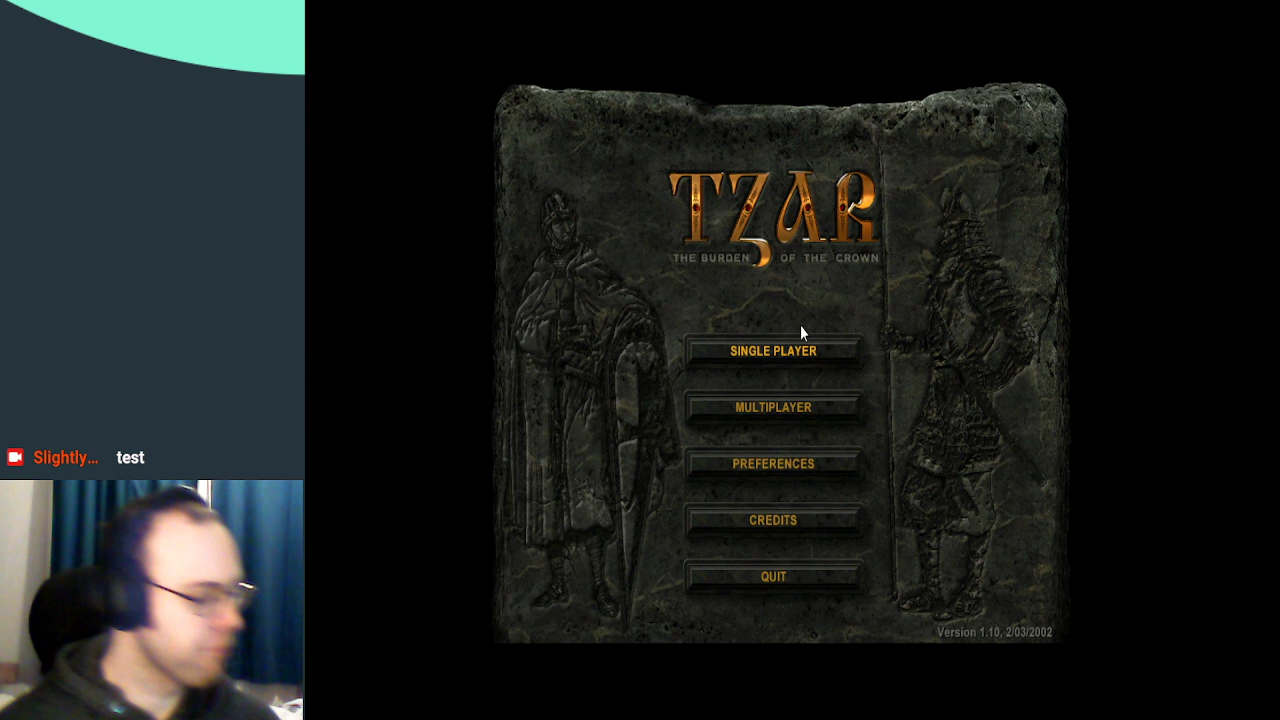 TZAR
THE BURDEN OF THE CROWN
SINGLE PLAYER
MULTIPLAYER
PREFERENCES
CREDITS
QUIT
Version 1.10, 2/03/2002
Slightly... test